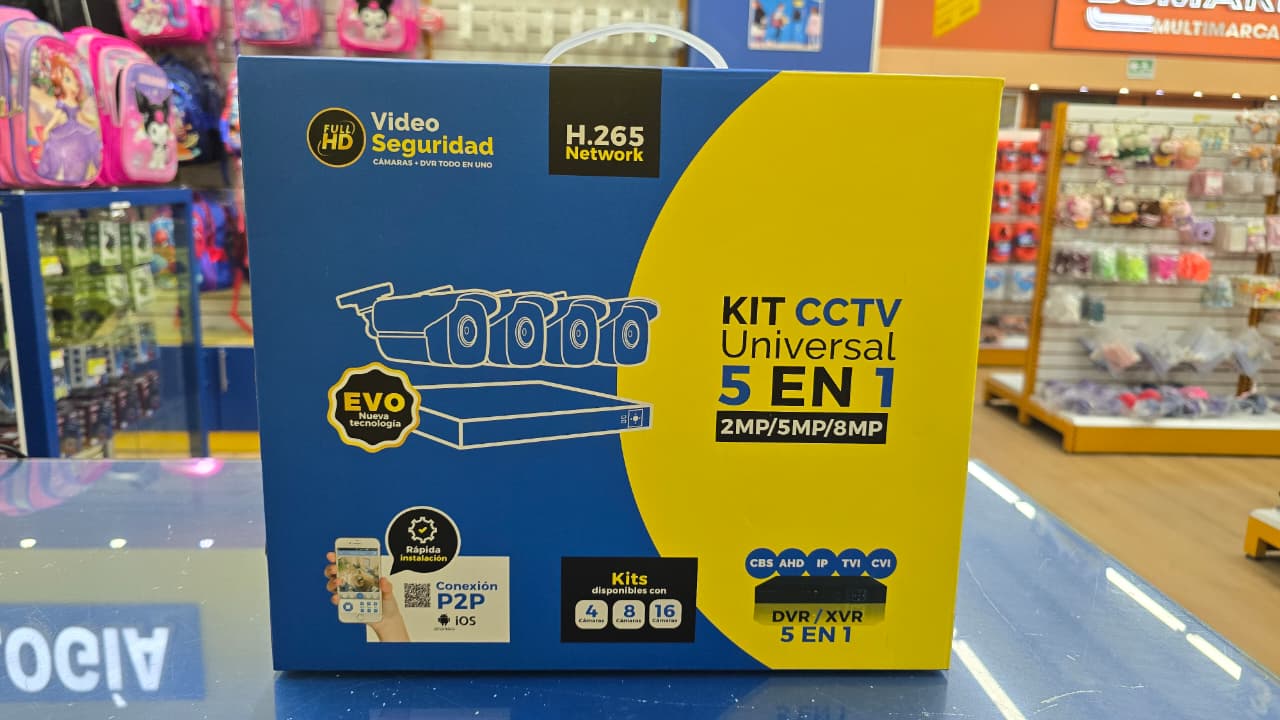 FULL
HD
Video
Seguridad
CÁMARAS + DVR TODO EN UNO
H.265
Network
KIT CCTV
Universal
5 EN 1
2MP/5MP/8MP
EVO
Nueva
tecnología
Rápida
instalación
Conexión
P2P
iOS
Kits
disponibles con
4
Cámaras
8
Cámaras
16
Cámaras
CBS AHD IP TVI CVI
DVR / XVR
5 EN 1
MULTIMARCA
OGÍA